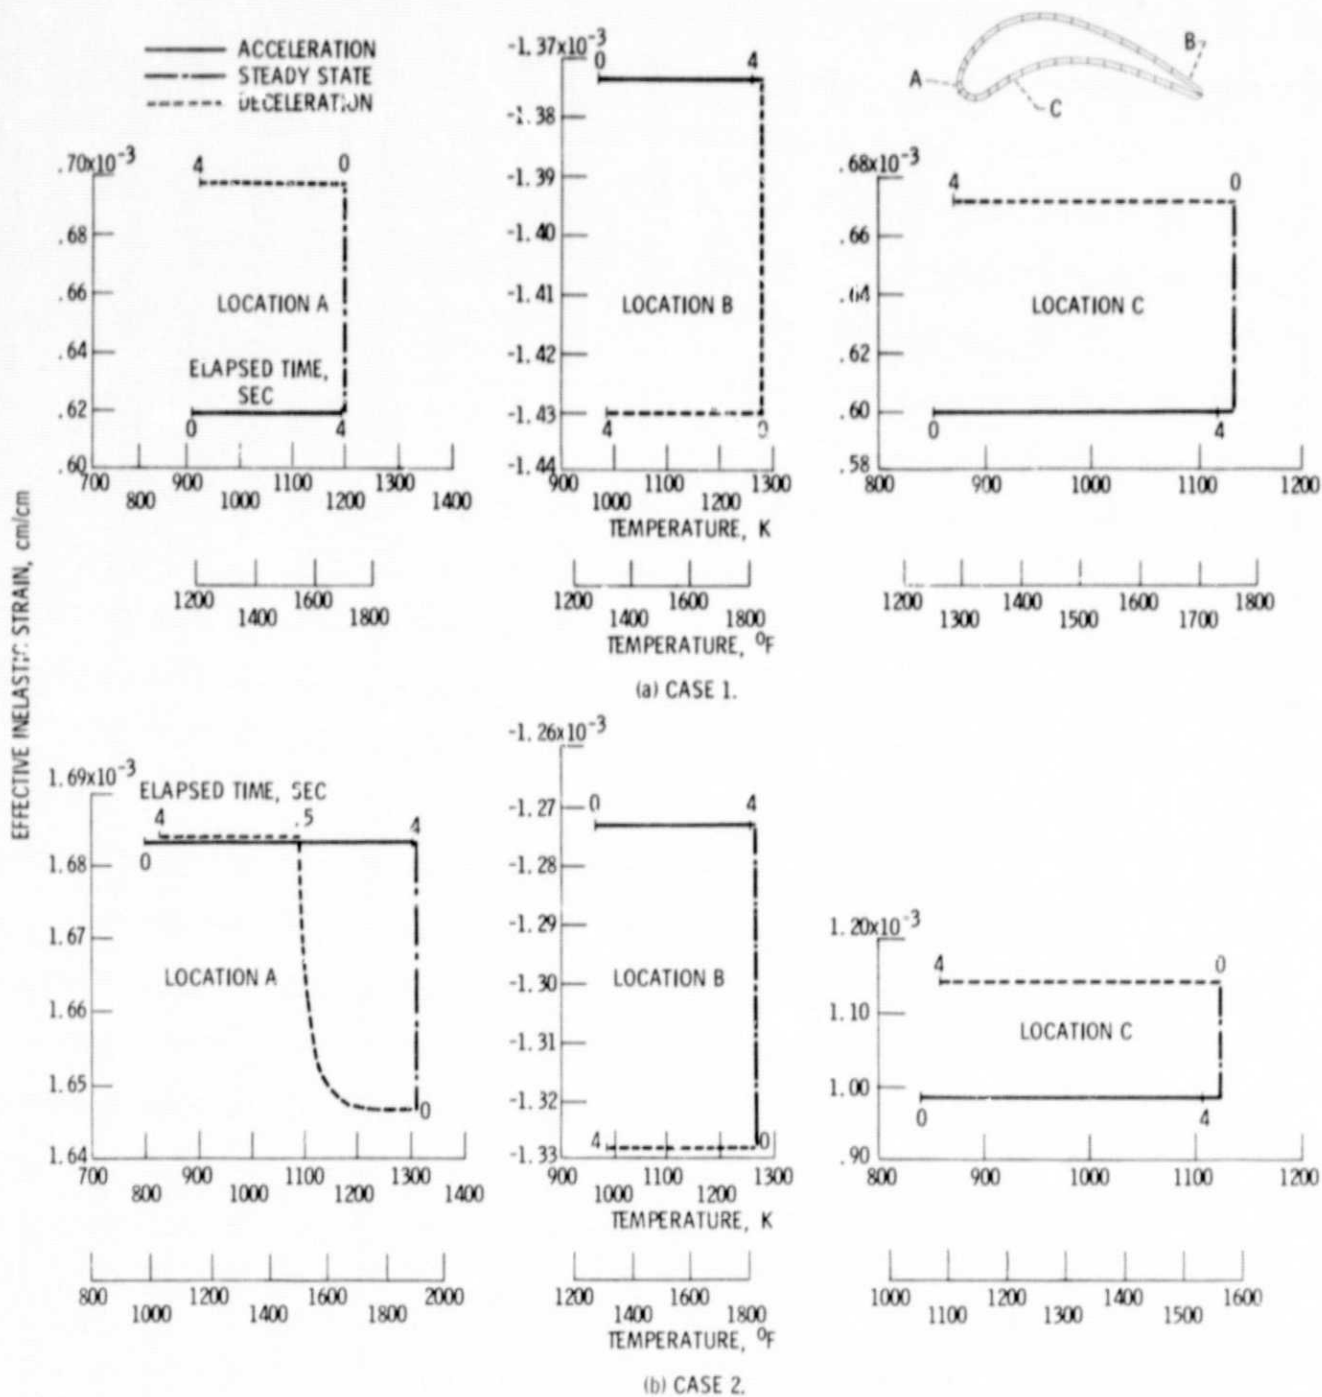 ACCELERATION
STEADY STATE
DECELERATION
EFFECTIVE INELASTIC STRAIN, cm/cm
.70x10-3
.68
.66
.64
.62
.60
4 0
LOCATION A
ELAPSED TIME,
SEC
0 4
700 800 900 1000 1100 1200 1300 1400
1200 1400 1600 1800
-1.37x10-3
-1.38
-1.39
-1.40
-1.41
-1.42
-1.43
-1.44
0 4
LOCATION B
4 0
900 1000 1100 1200 1300
TEMPERATURE, K
1200 1400 1600 1800
TEMPERATURE, °F
A B C
.68x10-3
.66
.64
.62
.60
.58
4 0
LOCATION C
0 4
800 900 1000 1100 1200
1200 1300 1400 1500 1600 1700 1800
(a) CASE 1.
1.69x10-3
1.68
1.67
1.66
1.65
1.64
ELAPSED TIME, SEC
4 .5 4
0
LOCATION A
0
700 800 900 1000 1100 1200 1300 1400
800 1000 1200 1400 1600 1800 2000
-1.26x10-3
-1.27
-1.28
-1.29
-1.30
-1.31
-1.32
-1.33
0 4
LOCATION B
4 0
900 1000 1100 1200 1300
TEMPERATURE, K
1200 1400 1600 1800
TEMPERATURE, °F
1.20x10-3
1.10
1.00
.90
4 0
LOCATION C
0 4
800 900 1000 1100 1200
1000 1100 1200 1300 1400 1500 1600
(b) CASE 2.